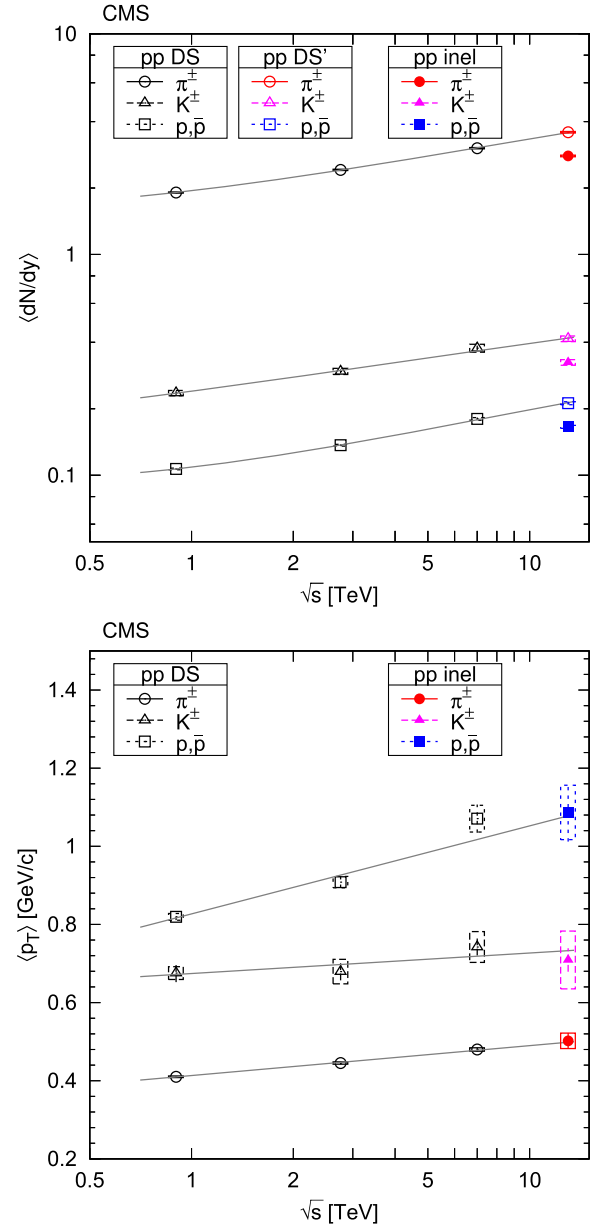 CMS
10
pp DS pp DS' pp inel
π± π± π±
K± K± K±
p,p̄ p,p̄ p,p̄
⟨dN/dy⟩
1
0.1
0.5 1 2 5 10
√s [TeV]
CMS
pp DS pp inel
1.4
π± π±
K± K±
p,p̄ p,p̄
1.2
⟨p_T⟩ [GeV/c]
1
0.8
0.6
0.4
0.2
0.5 1 2 5 10
√s [TeV]